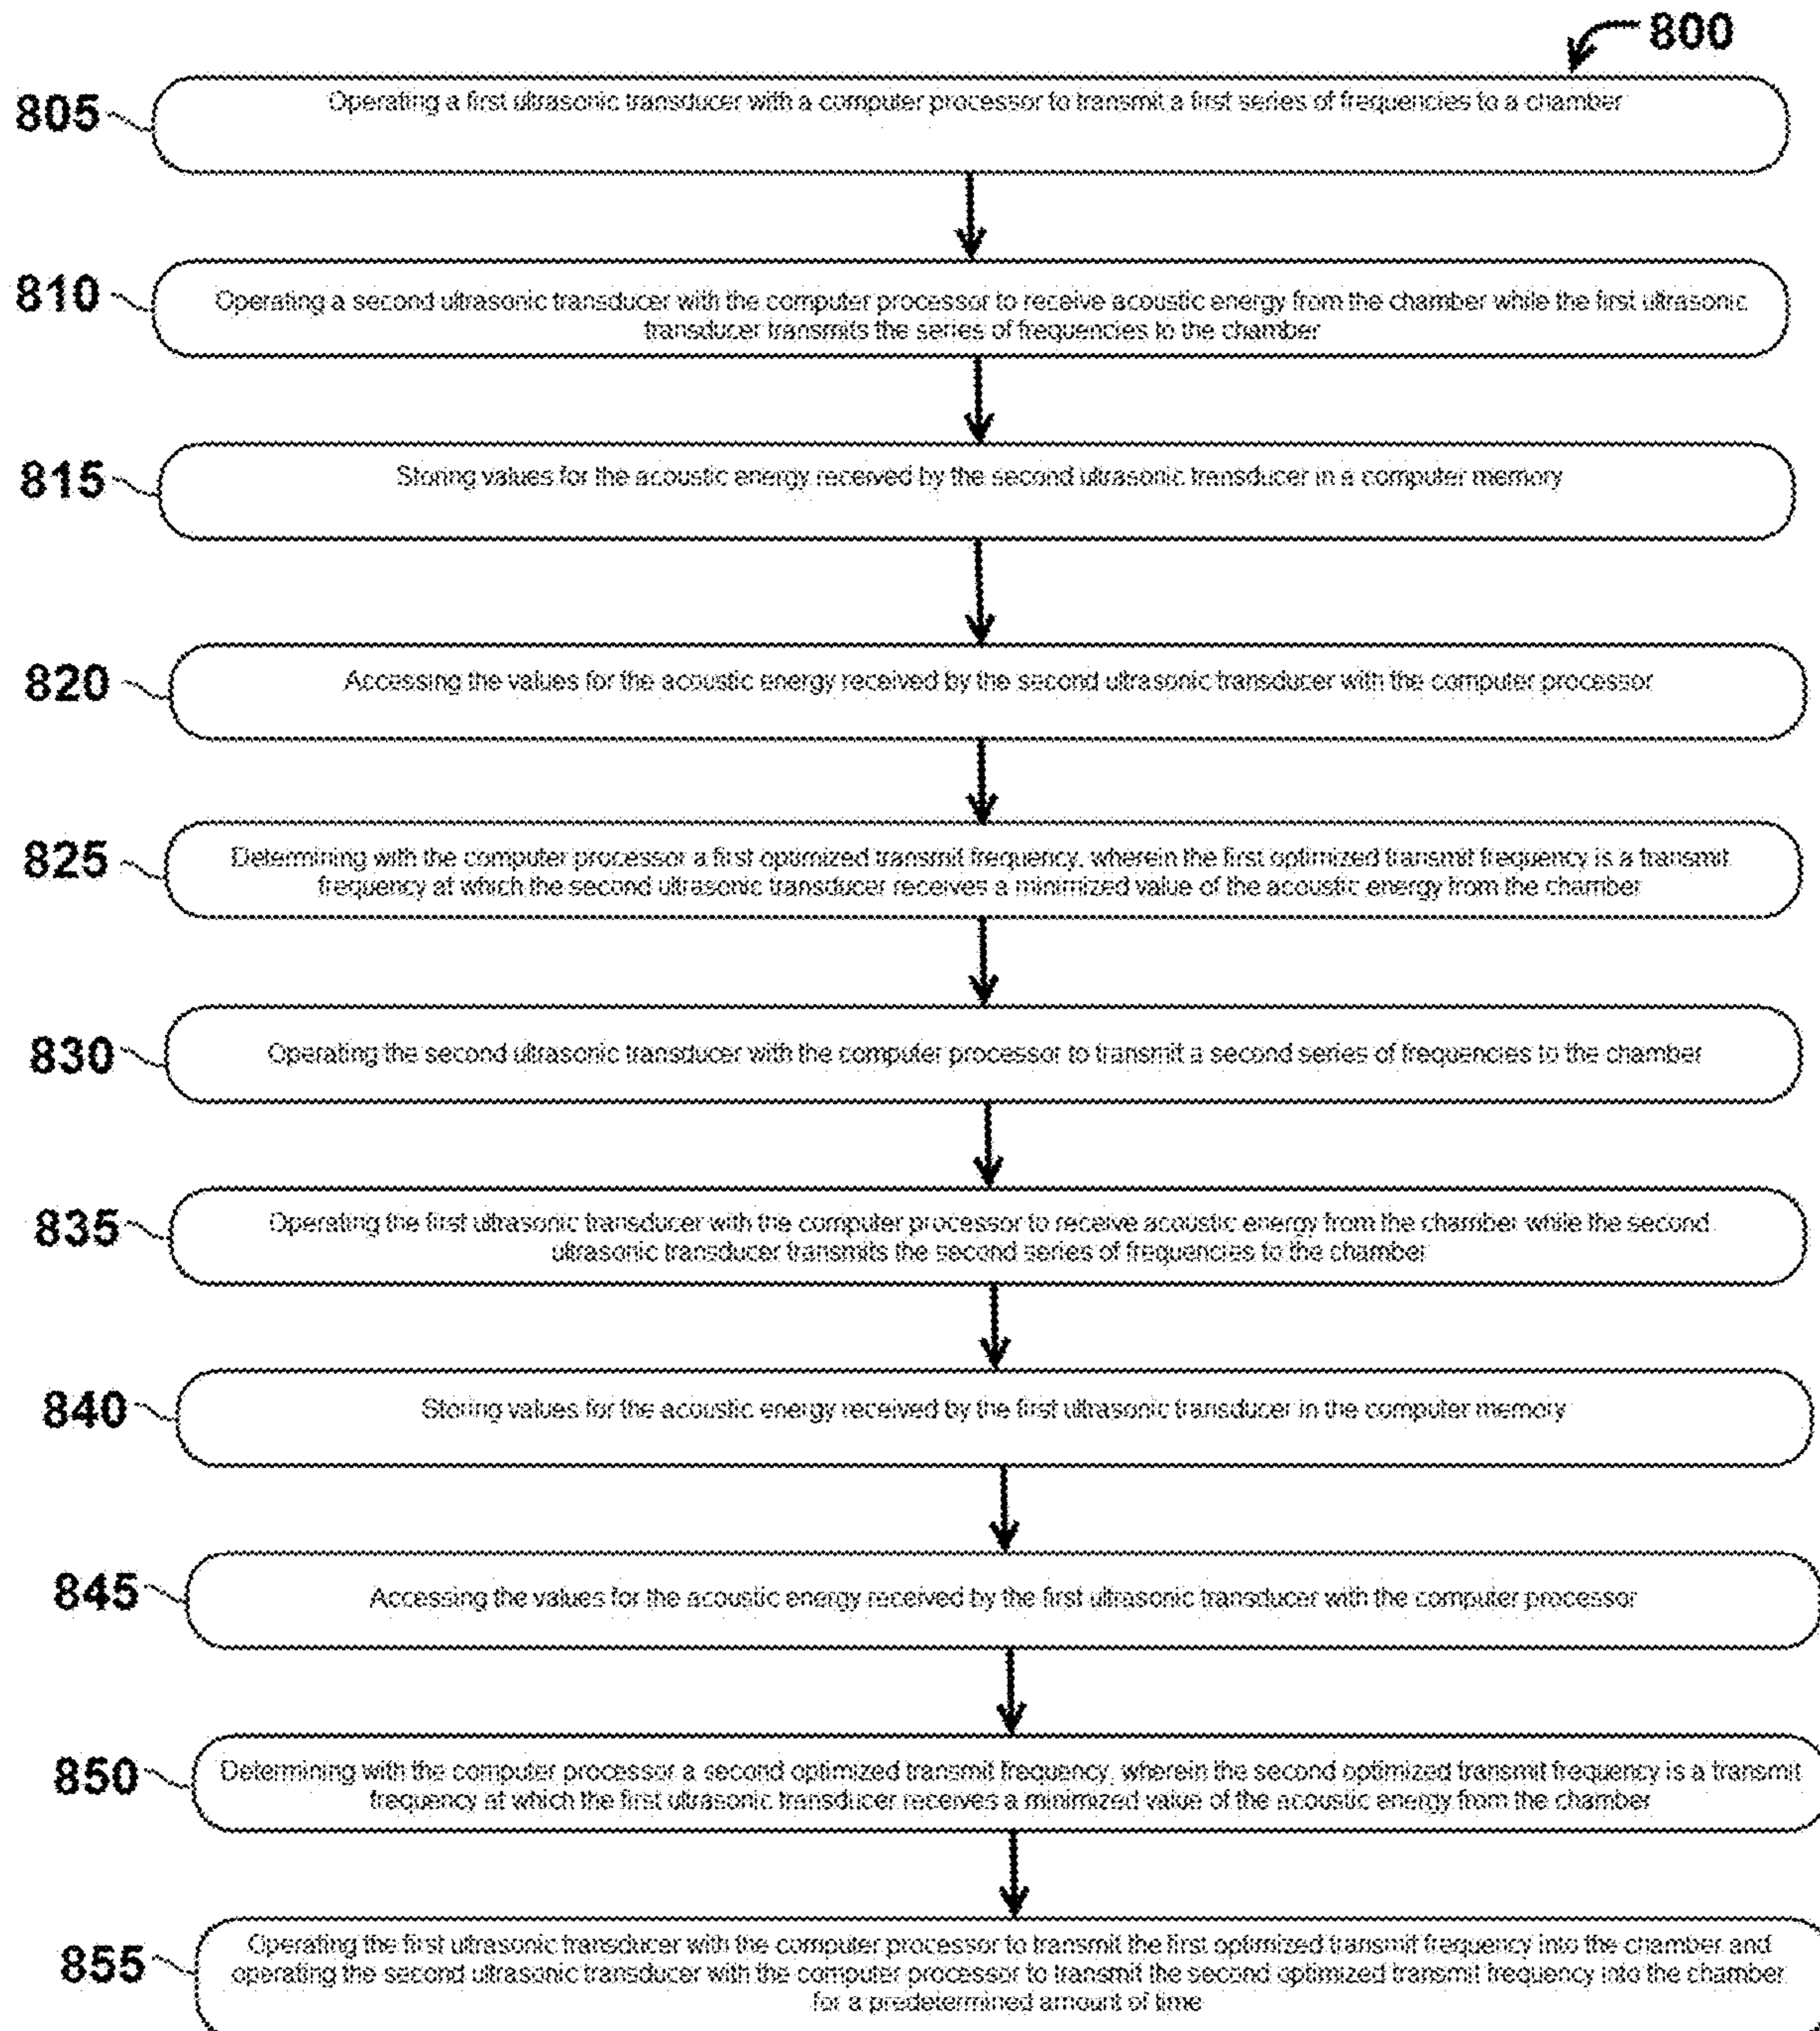 800
805
Operating a first ultrasonic transducer with a computer processor to transmit a first series of frequencies to a chamber
810
Operating a second ultrasonic transducer with the computer processor to receive acoustic energy from the chamber while the first ultrasonic
transducer transmits the series of frequencies to the chamber
815
Storing values for the acoustic energy received by the second ultrasonic transducer in a computer memory
820
Accessing the values for the acoustic energy received by the second ultrasonic transducer with the computer processor
825
Determining with the computer processor a first optimized transmit frequency, wherein the first optimized transmit frequency is a transmit
frequency at which the second ultrasonic transducer receives a minimized value of the acoustic energy from the chamber
830
Operating the second ultrasonic transducer with the computer processor to transmit a second series of frequencies to the chamber
835
Operating the first ultrasonic transducer with the computer processor to receive acoustic energy from the chamber while the second
ultrasonic transducer transmits the second series of frequencies to the chamber
840
Storing values for the acoustic energy received by the first ultrasonic transducer in the computer memory
845
Accessing the values for the acoustic energy received by the first ultrasonic transducer with the computer processor
850
Determining with the computer processor a second optimized transmit frequency, wherein the second optimized transmit frequency is a transmit
frequency at which the first ultrasonic transducer receives a minimized value of the acoustic energy from the chamber
855
Operating the first ultrasonic transducer with the computer processor to transmit the first optimized transmit frequency into the chamber and
operating the second ultrasonic transducer with the computer processor to transmit the second optimized transmit frequency into the chamber
for a predetermined amount of time